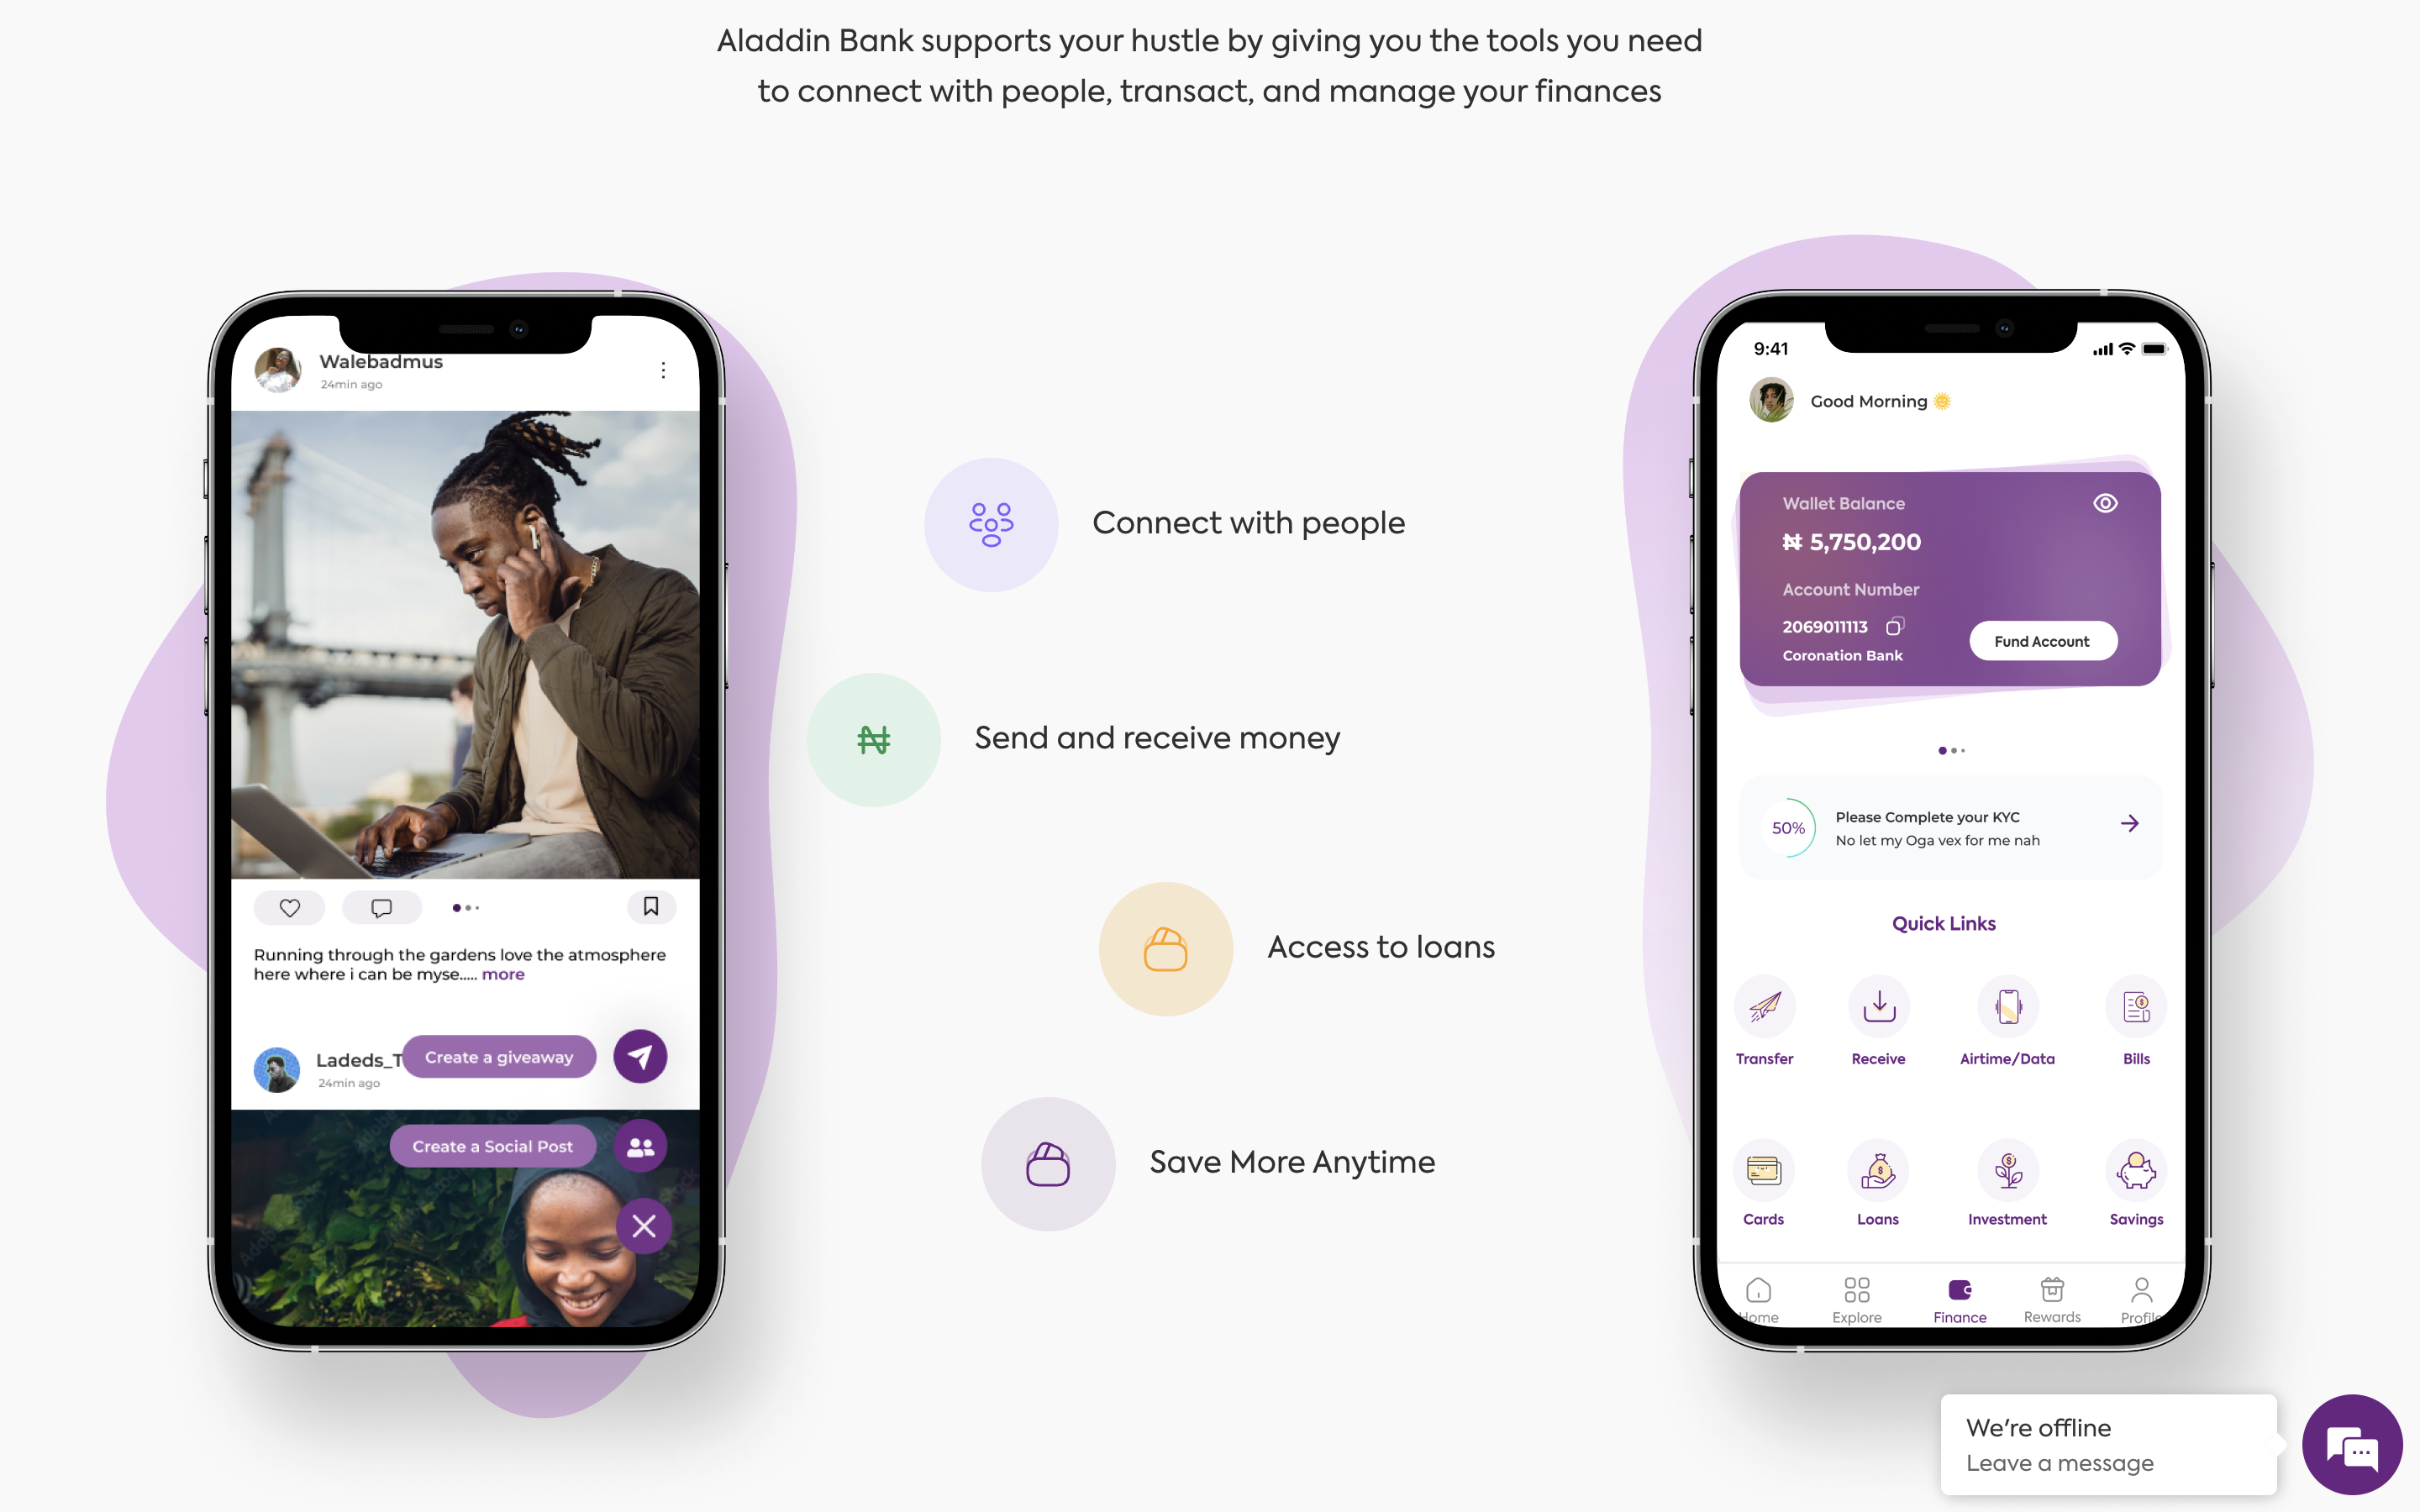 Aladdin Bank supports your hustle by giving you the tools you need
to connect with people, transact, and manage your finances
Walebadmus
24min ago
Running through the gardens love the atmosphere
here where i can be myse..... more
Ladeds_T
24min ago
Create a giveaway
Create a Social Post
Connect with people
Send and receive money
Access to loans
Save More Anytime
9:41
Good Morning
Wallet Balance
₦ 5,750,200
Account Number
2069011113
Coronation Bank
Fund Account
50%
Please Complete your KYC
No let my Oga vex for me nah
Quick Links
Transfer
Receive
Airtime/Data
Bills
Cards
Loans
Investment
Savings
Home
Explore
Finance
Rewards
Profile
We're offline
Leave a message